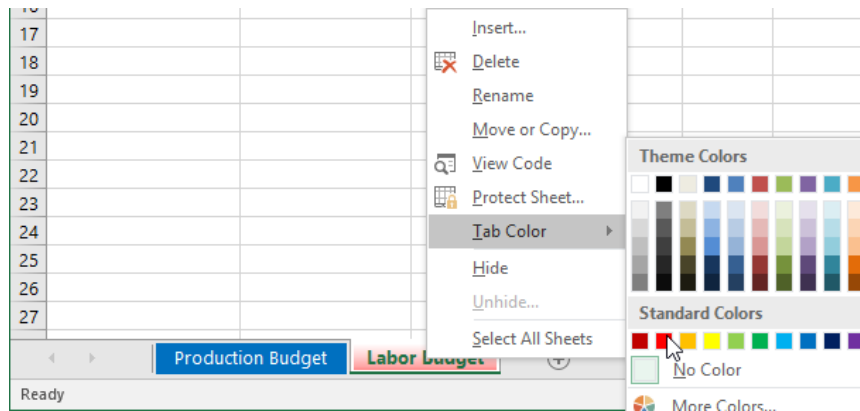 17
18
19
20
21
22
23
24
25
26
27
Insert...
Delete
Rename
Move or Copy...
View Code
Protect Sheet...
Tab Color
Hide
Unhide...
Select All Sheets
Theme Colors
Standard Colors
No Color
More Colors...
Production Budget
Labor Budget
Ready